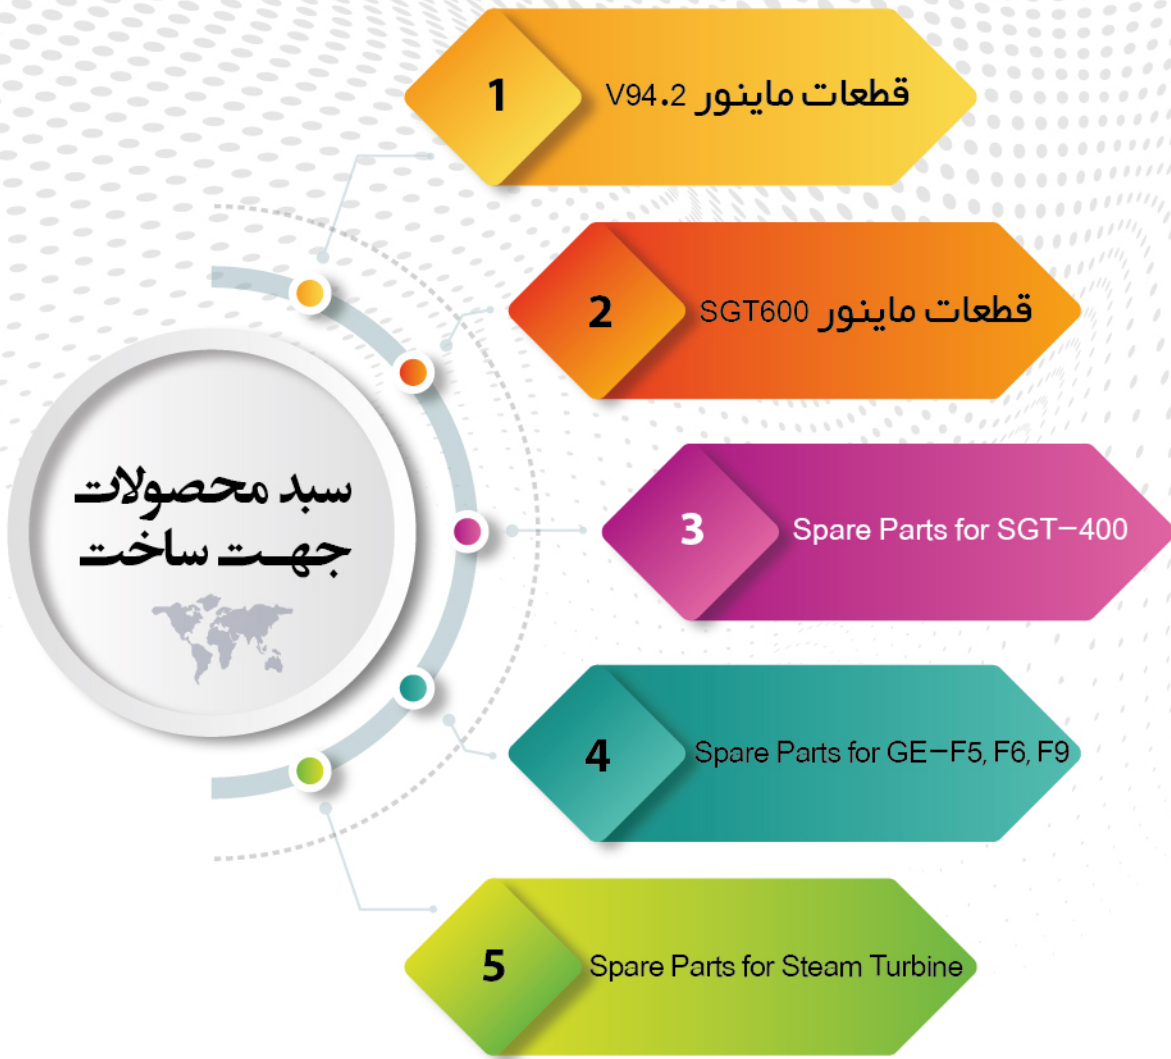 سبد محصولات
جهت ساخت
1
قطعات ماینور V94.2
2
قطعات ماینور SGT600
3
Spare Parts for SGT-400
4
Spare Parts for GE-F5, F6, F9
5
Spare Parts for Steam Turbine